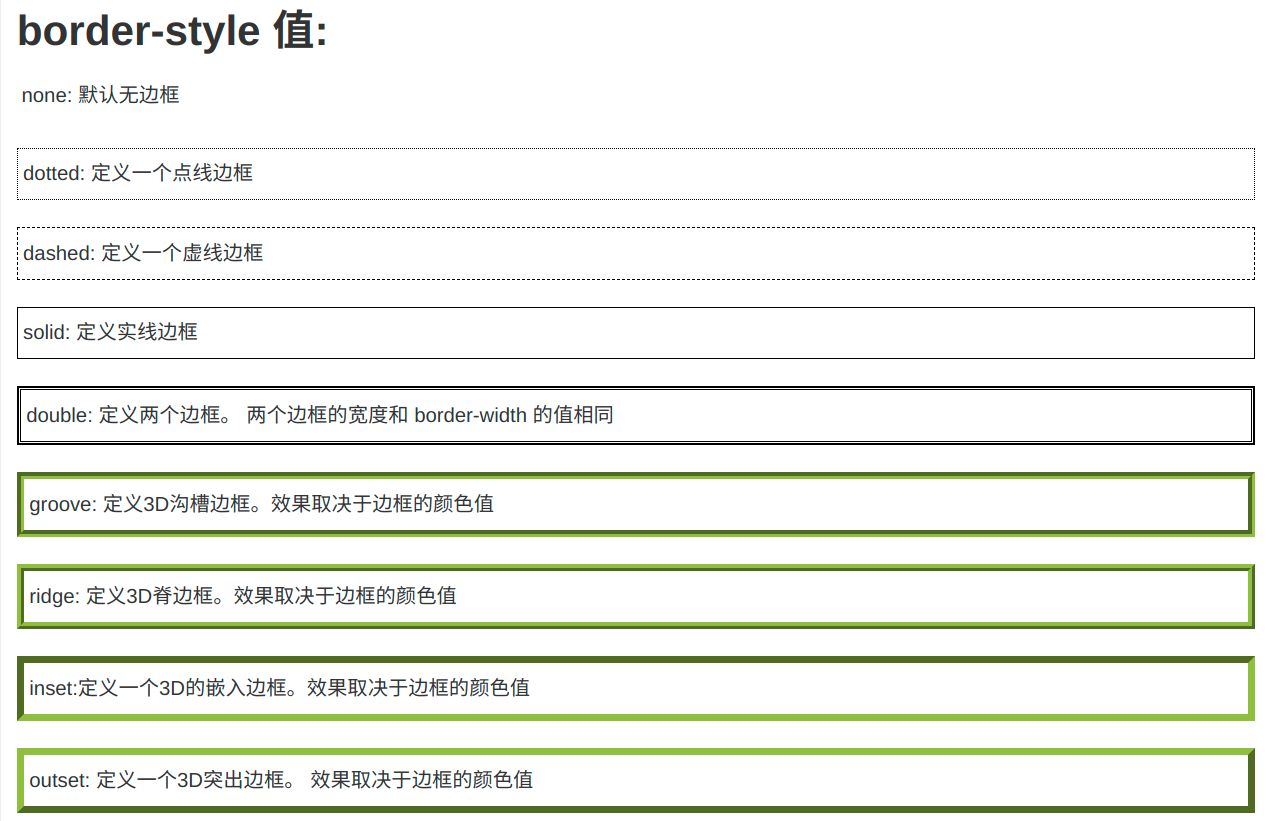 border-style 值:
none: 默认无边框
dotted: 定义一个点线边框
dashed: 定义一个虚线边框
solid: 定义实线边框
double: 定义两个边框。 两个边框的宽度和 border-width 的值相同
groove: 定义3D沟槽边框。效果取决于边框的颜色值
ridge: 定义3D脊边框。效果取决于边框的颜色值
inset:定义一个3D的嵌入边框。效果取决于边框的颜色值
outset: 定义一个3D突出边框。 效果取决于边框的颜色值